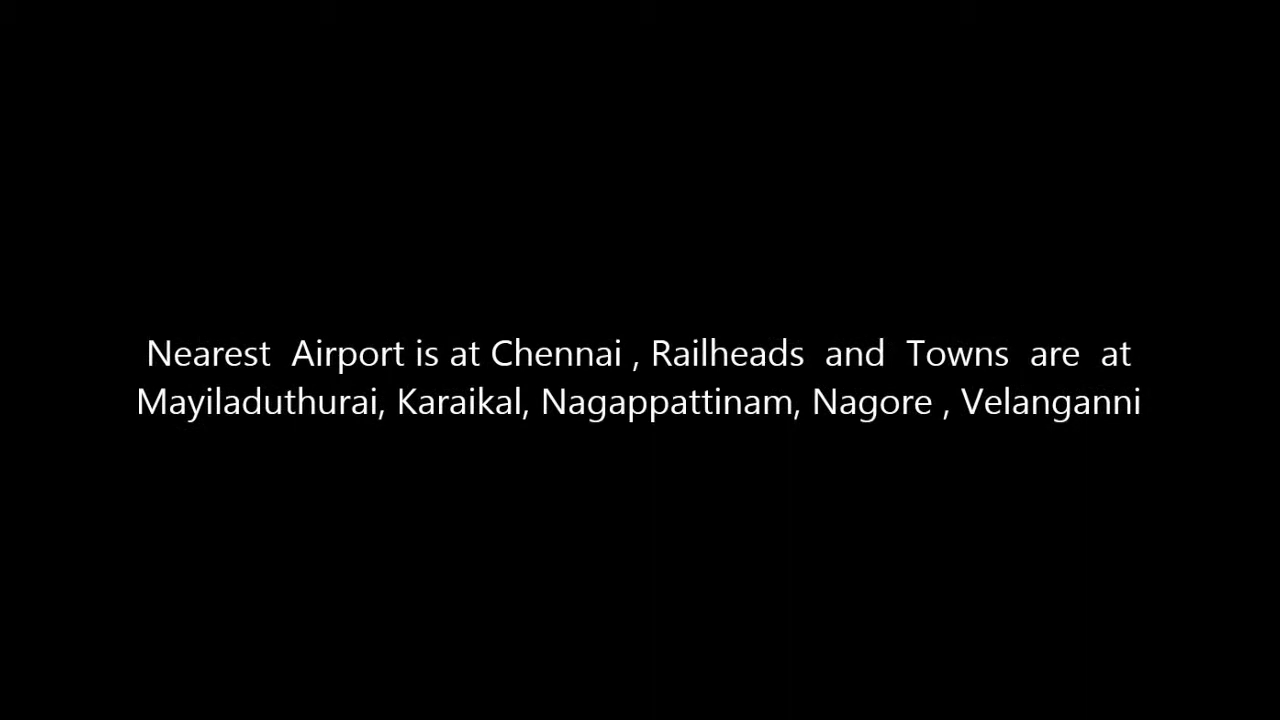 Nearest  Airport is at Chennai , Railheads  and  Towns  are  at
Mayiladuthurai, Karaikal, Nagappattinam, Nagore , Velanganni